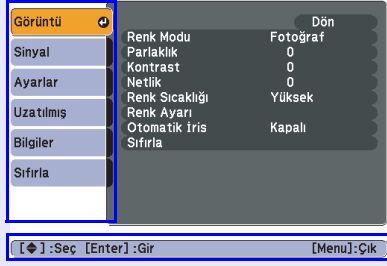 Görüntü
Sinyal
Ayarlar
Uzatılmış
Bilgiler
Sıfırla
Dön
Renk Modu Fotoğraf
Parlaklık 0
Kontrast 0
Netlik 0
Renk Sıcaklığı Yüksek
Renk Ayarı
Otomatik İris Kapalı
Sıfırla
[◆] :Seç [Enter] :Gir [Menu]:Çık